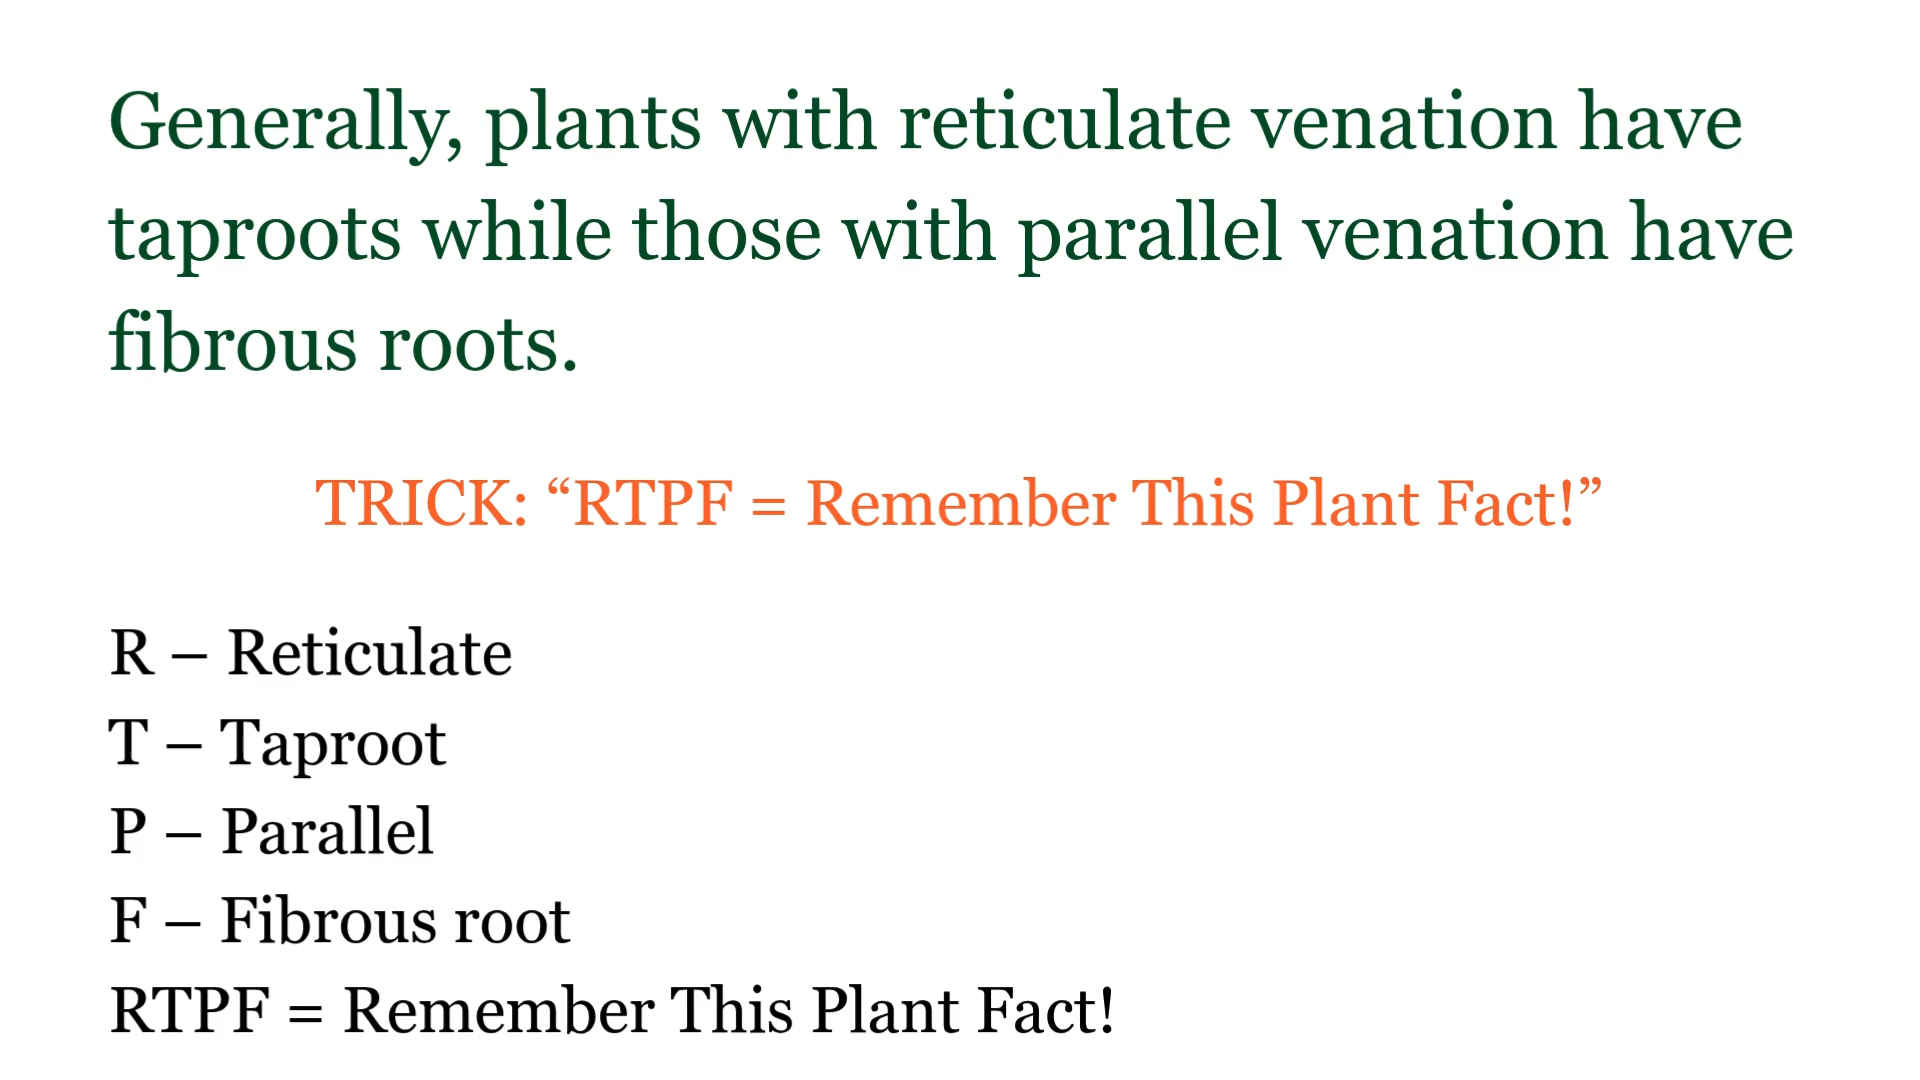 Generally, plants with reticulate venation have
taproots while those with parallel venation have
fibrous roots.
TRICK: “RTPF = Remember This Plant Fact!”
R – Reticulate
T – Taproot
P – Parallel
F – Fibrous root
RTPF = Remember This Plant Fact!